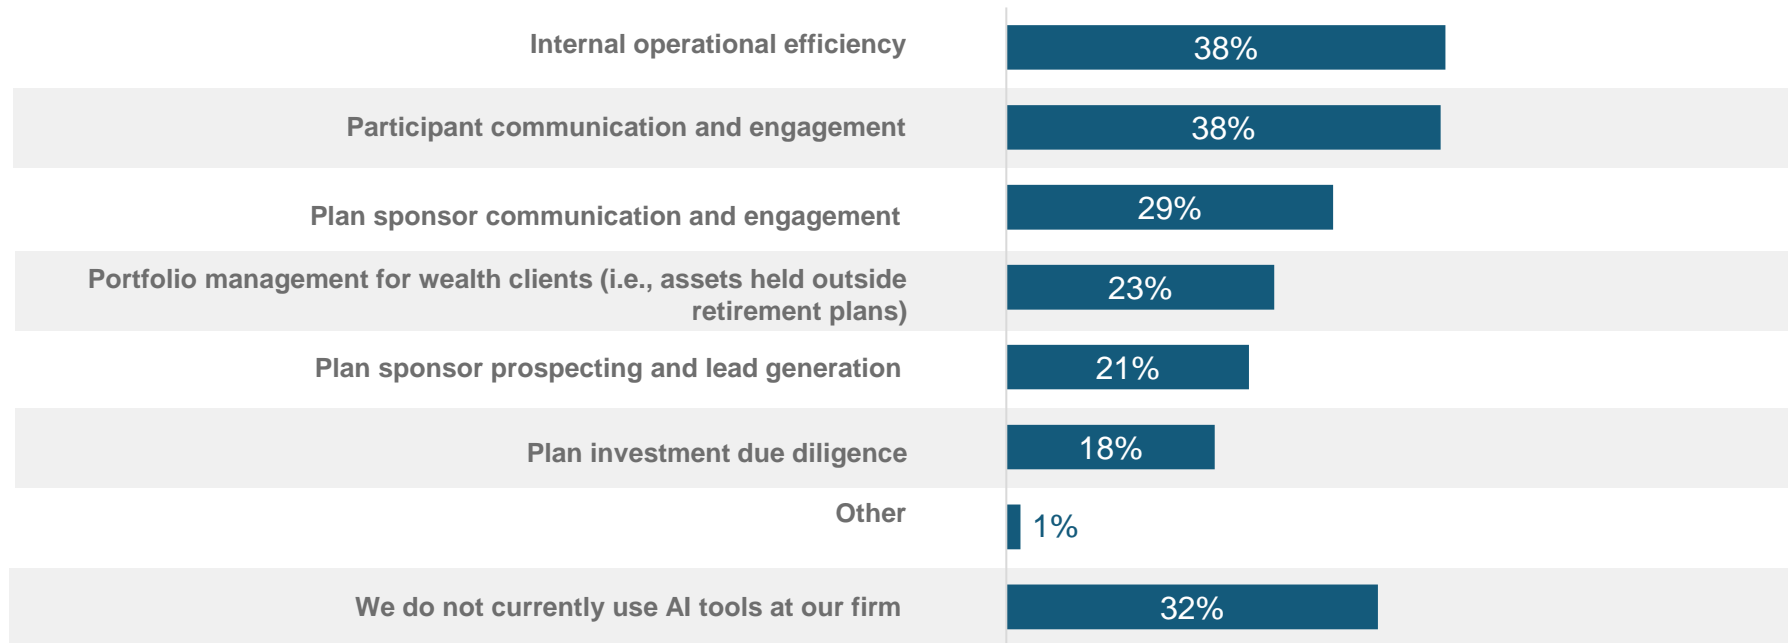 Internal operational efficiency 38%
Participant communication and engagement 38%
Plan sponsor communication and engagement 29%
Portfolio management for wealth clients (i.e., assets held outside
retirement plans) 23%
Plan sponsor prospecting and lead generation 21%
Plan investment due diligence 18%
Other 1%
We do not currently use AI tools at our firm 32%